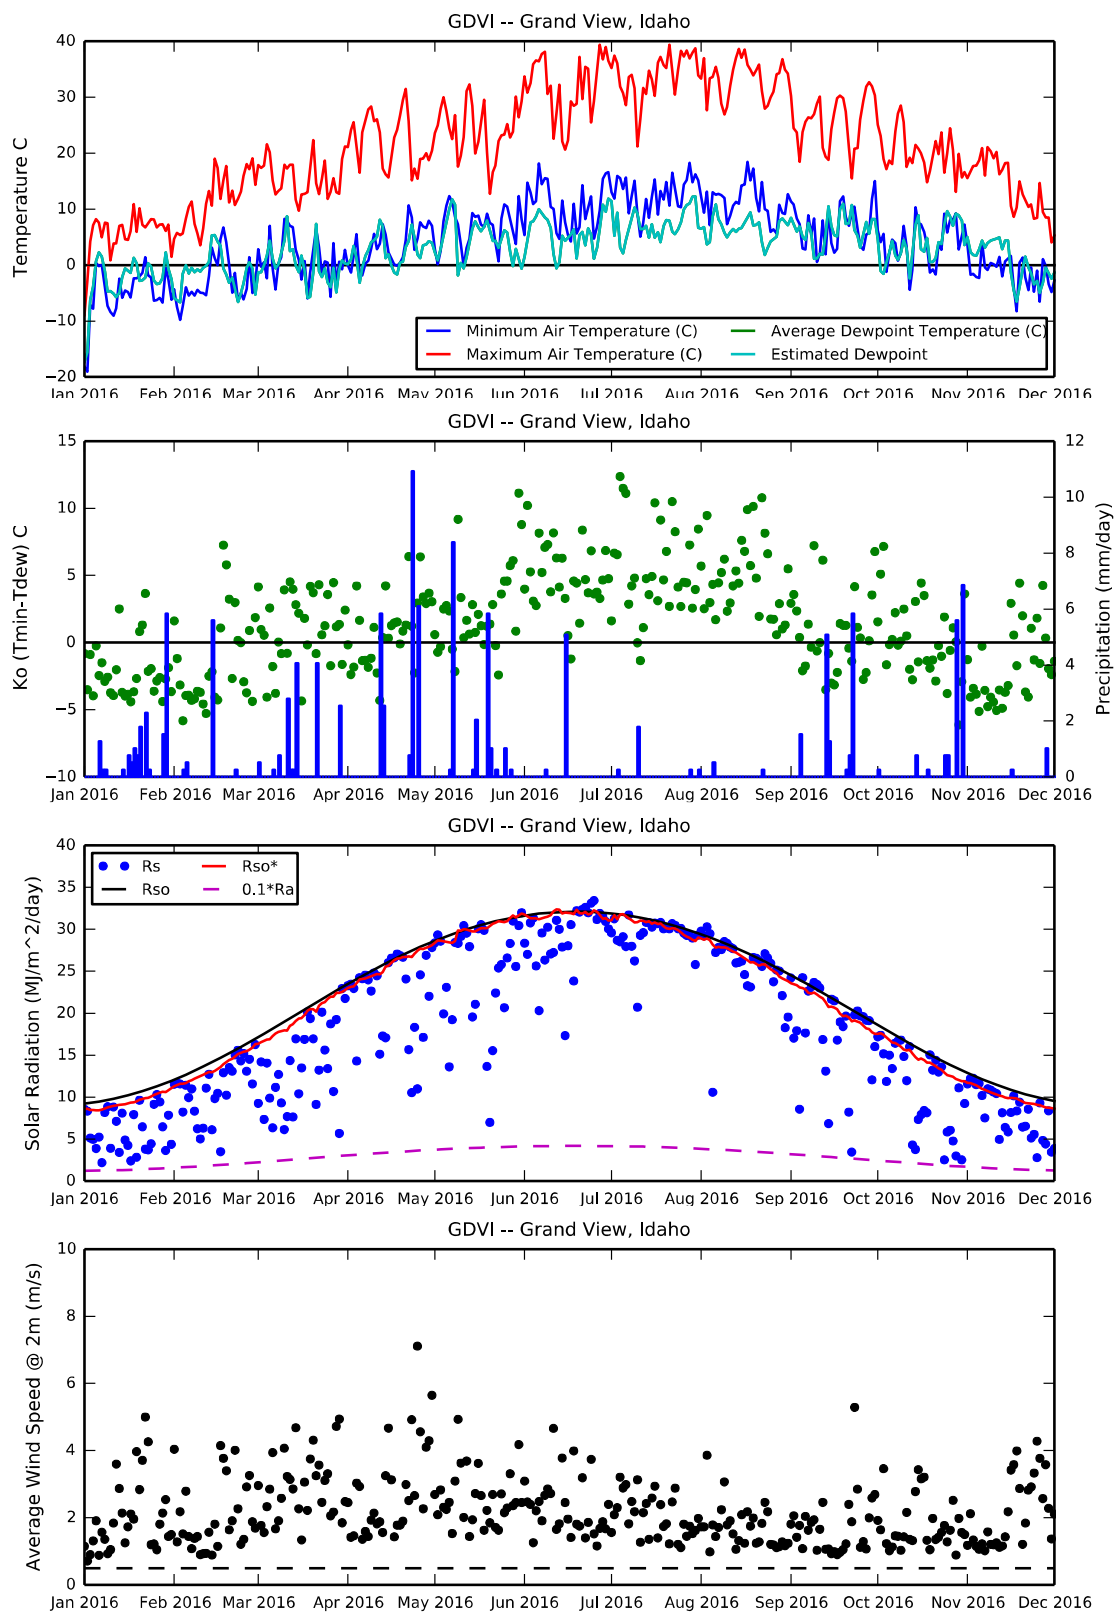 GDVI -- Grand View, Idaho
Temperature C
40
30
20
10
0
−10
−20
Minimum Air Temperature (C)
Maximum Air Temperature (C)
Average Dewpoint Temperature (C)
Estimated Dewpoint
Jan 2016 Feb 2016 Mar 2016 Apr 2016 May 2016 Jun 2016 Jul 2016 Aug 2016 Sep 2016 Oct 2016 Nov 2016 Dec 2016
GDVI -- Grand View, Idaho
Ko (Tmin-Tdew) C
15
10
5
0
−5
−10
12
10
8
6
4
2
0
Precipitation (mm/day)
Jan 2016 Feb 2016 Mar 2016 Apr 2016 May 2016 Jun 2016 Jul 2016 Aug 2016 Sep 2016 Oct 2016 Nov 2016 Dec 2016
GDVI -- Grand View, Idaho
Solar Radiation (MJ/m^2/day)
40
35
30
25
20
15
10
5
0
Rs
Rso
Rso*
0.1*Ra
Jan 2016 Feb 2016 Mar 2016 Apr 2016 May 2016 Jun 2016 Jul 2016 Aug 2016 Sep 2016 Oct 2016 Nov 2016 Dec 2016
GDVI -- Grand View, Idaho
Average Wind Speed @ 2m (m/s)
10
8
6
4
2
0
Jan 2016 Feb 2016 Mar 2016 Apr 2016 May 2016 Jun 2016 Jul 2016 Aug 2016 Sep 2016 Oct 2016 Nov 2016 Dec 2016